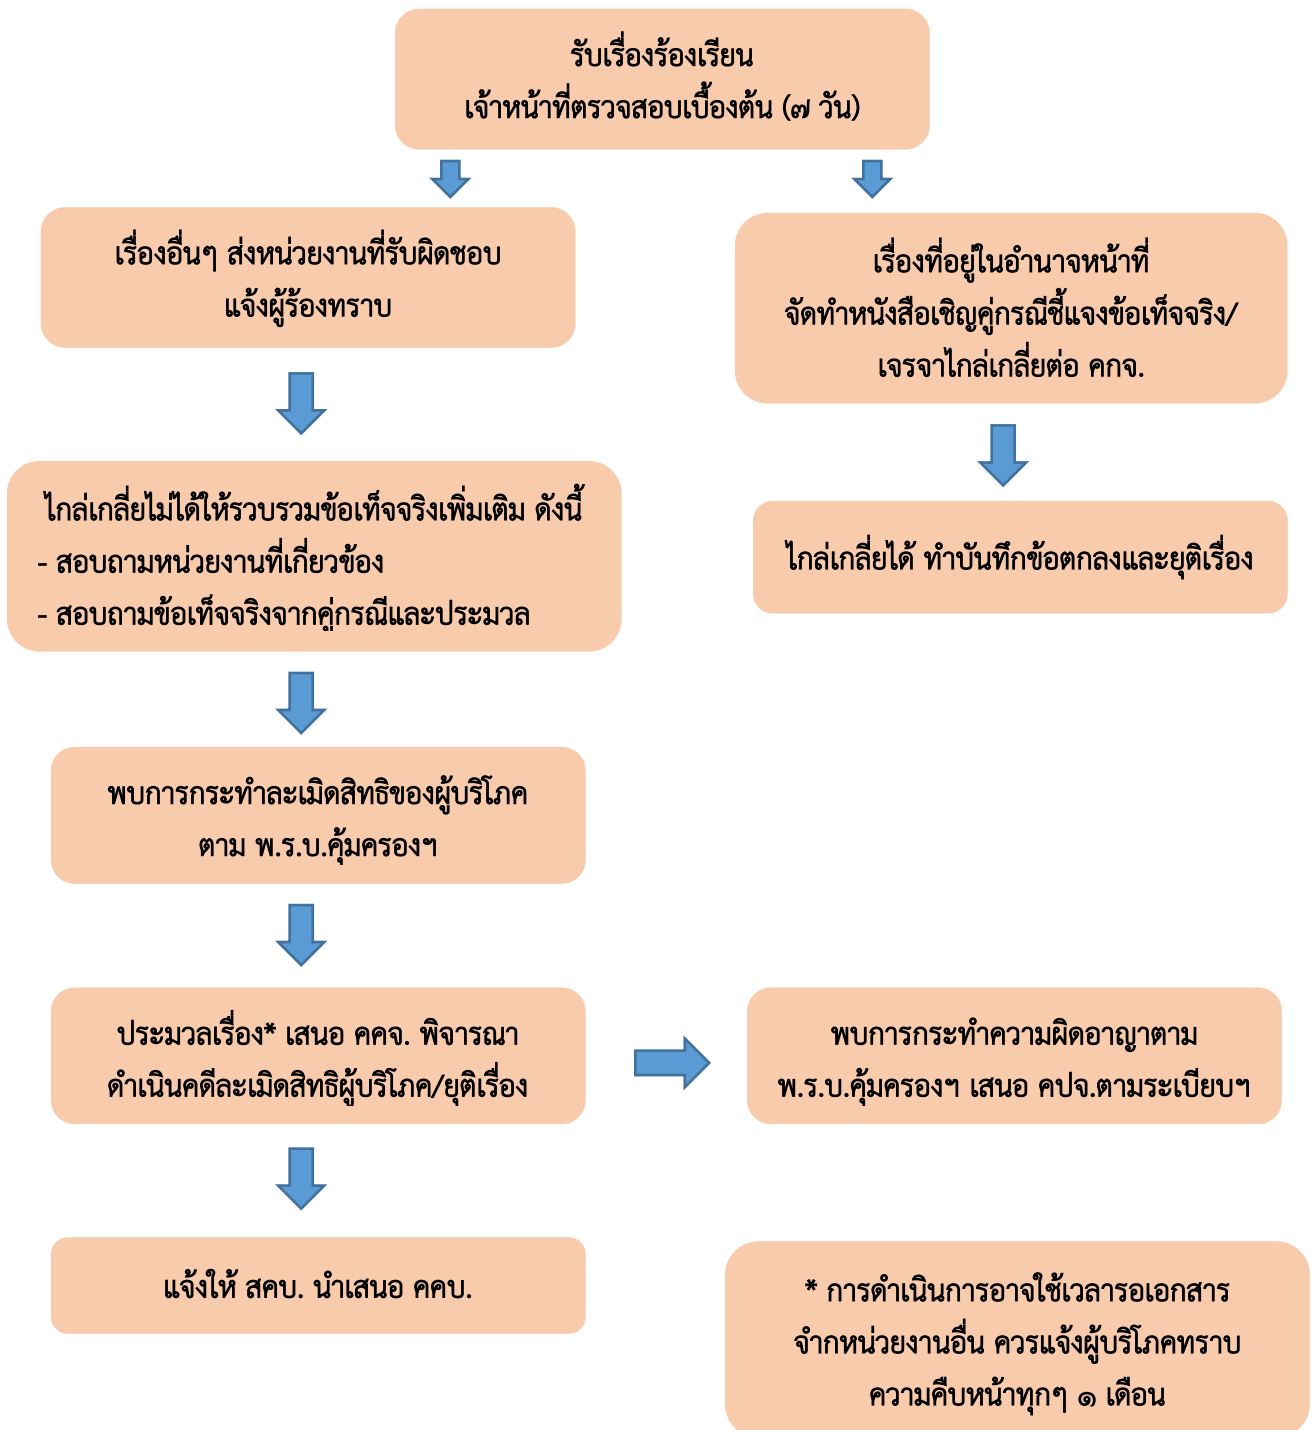 รับเรื่องร้องเรียน
เจ้าหน้าที่ตรวจสอบเบื้องต้น (๗ วัน)
เรื่องอื่นๆ ส่งหน่วยงานที่รับผิดชอบ
แจ้งผู้ร้องทราบ
เรื่องที่อยู่ในอำนาจหน้าที่
จัดทำหนังสือเชิญคู่กรณีชี้แจงข้อเท็จจริง/
เจรจาไกล่เกลี่ยต่อ คกจ.
ไกล่เกลี่ยไม่ได้ให้รวบรวมข้อเท็จจริงเพิ่มเติม ดังนี้
- สอบถามหน่วยงานที่เกี่ยวข้อง
- สอบถามข้อเท็จจริงจากคู่กรณีและประมวล
ไกล่เกลี่ยได้ ทำบันทึกข้อตกลงและยุติเรื่อง
พบการกระทำละเมิดสิทธิของผู้บริโภค
ตาม พ.ร.บ.คุ้มครองฯ
ประมวลเรื่อง* เสนอ คคจ. พิจารณา
ดำเนินคดีละเมิดสิทธิผู้บริโภค/ยุติเรื่อง
พบการกระทำความผิดอาญาตาม
พ.ร.บ.คุ้มครองฯ เสนอ คปจ.ตามระเบียบฯ
แจ้งให้ สคบ. นำเสนอ คคบ.
* การดำเนินการอาจใช้เวลารอเอกสาร
จำกหน่วยงานอื่น ควรแจ้งผู้บริโภคทราบ
ความคืบหน้าทุกๆ ๑ เดือน